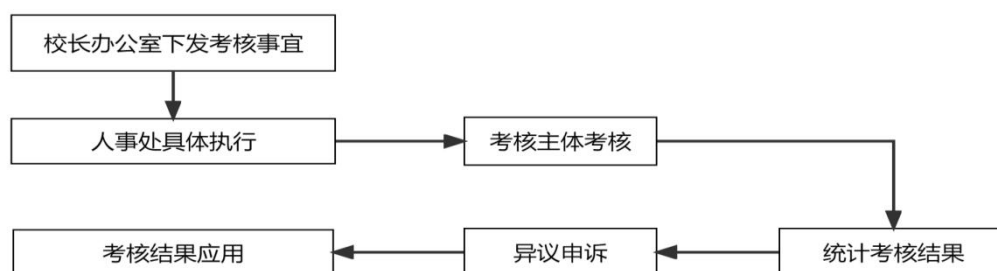 校长办公室下发考核事宜
人事处具体执行
考核主体考核
统计考核结果
异议申诉
考核结果应用